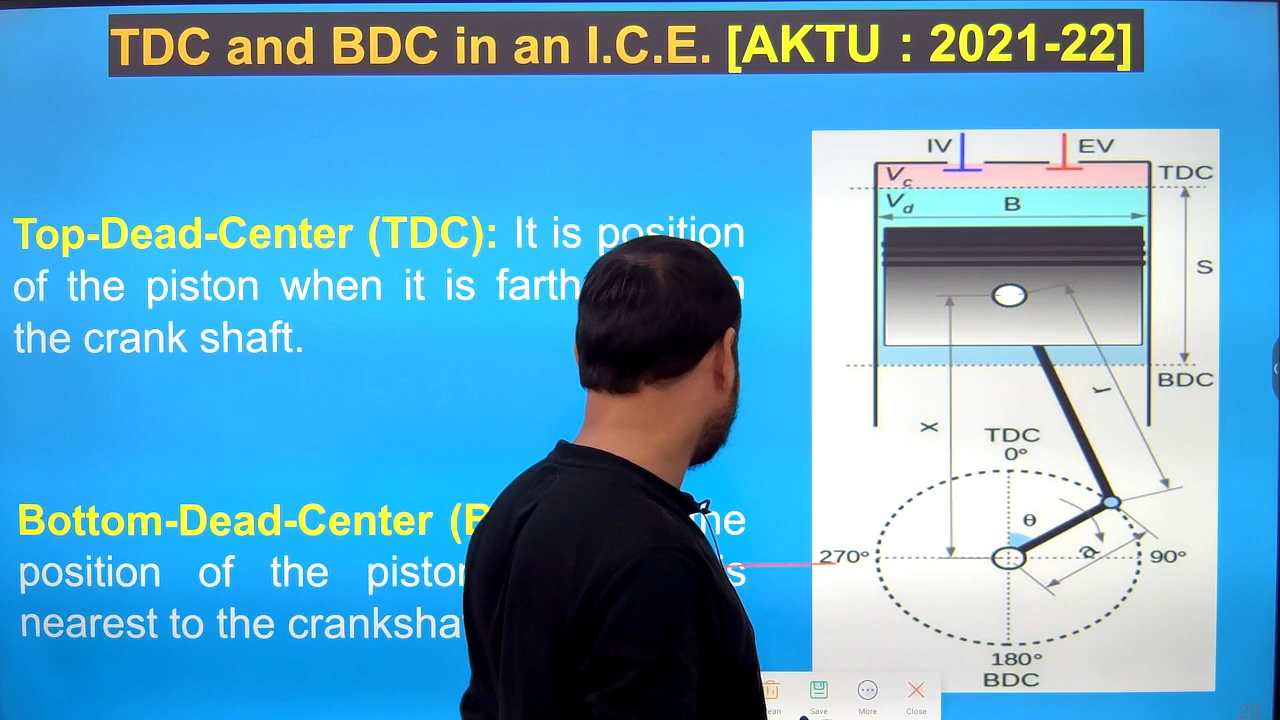 TDC and BDC in an I.C.E. [AKTU : 2021-22]
Top-Dead-Center (TDC): It is position
of the piston when it is farth
the crank shaft.
Bottom-Dead-Center (B
position of the pistor
nearest to the cranksha
IV
EV
Vc
TDC
Vd
B
S
BDC
r
x
TDC
0°
θ
a
270°
90°
180°
BDC
Save
More
Close